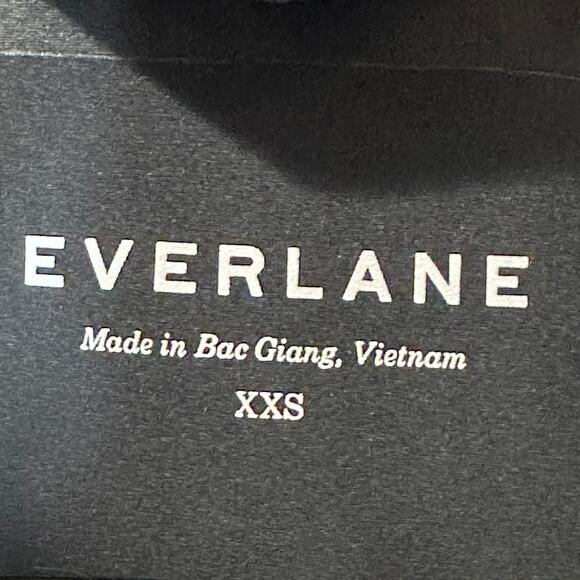 EVERLANE
Made in Bac Giang, Vietnam
XXS